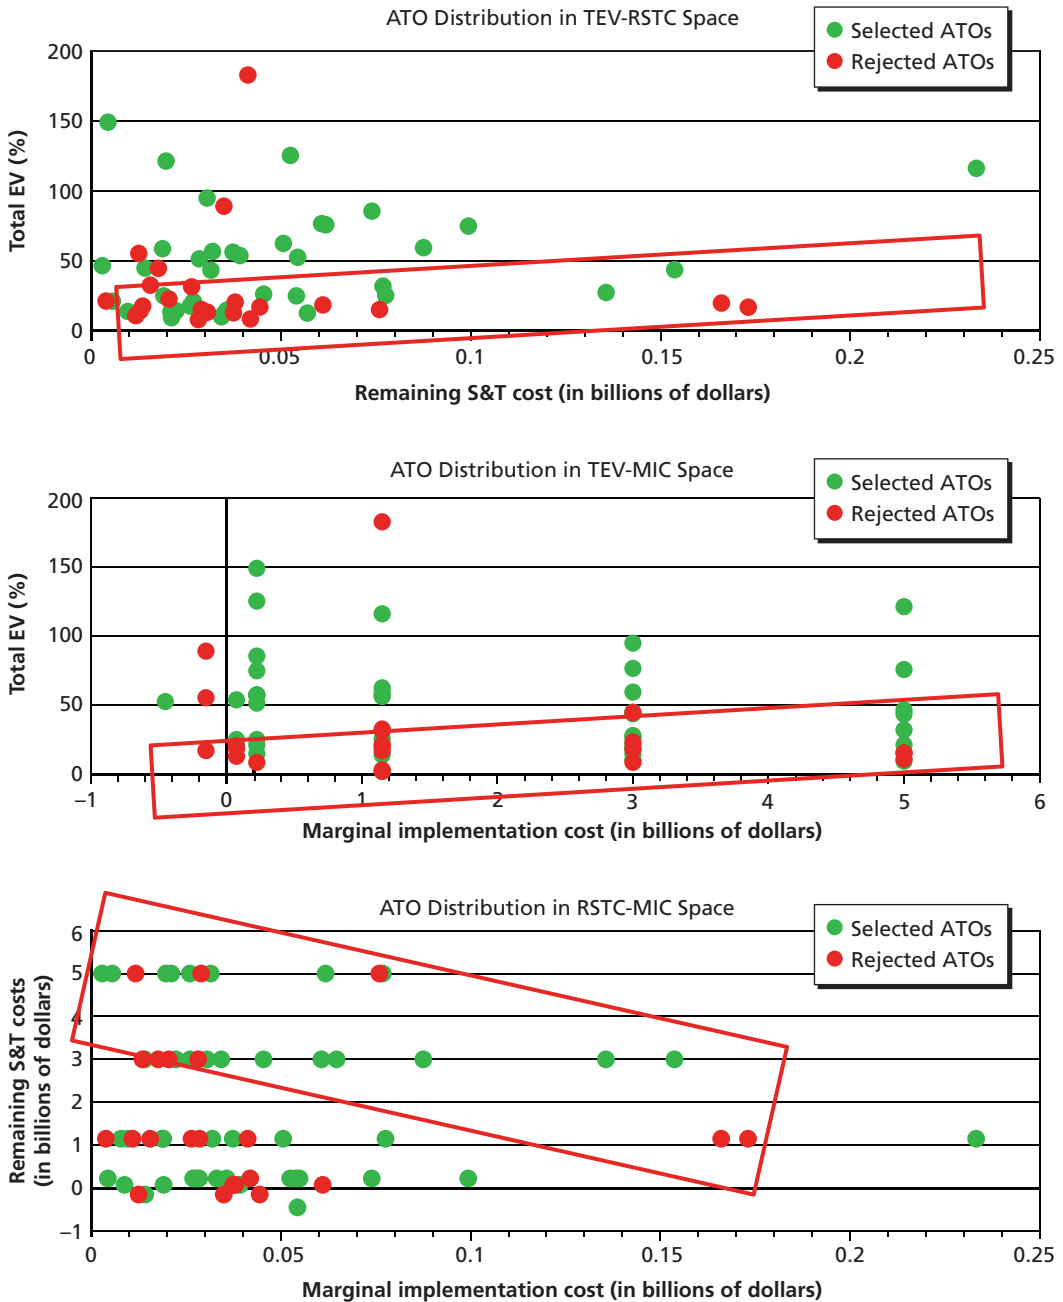 ATO Distribution in TEV-RSTC Space
Selected ATOs
Rejected ATOs
Total EV (%)
200
150
100
50
0
0
0.05
0.1
0.15
0.2
0.25
Remaining S&T cost (in billions of dollars)
ATO Distribution in TEV-MIC Space
Selected ATOs
Rejected ATOs
Total EV (%)
200
150
100
50
0
−1
0
1
2
3
4
5
6
Marginal implementation cost (in billions of dollars)
ATO Distribution in RSTC-MIC Space
Selected ATOs
Rejected ATOs
Remaining S&T costs
(in billions of dollars)
6
5
4
3
2
1
0
−1
0
0.05
0.1
0.15
0.2
0.25
Marginal implementation cost (in billions of dollars)